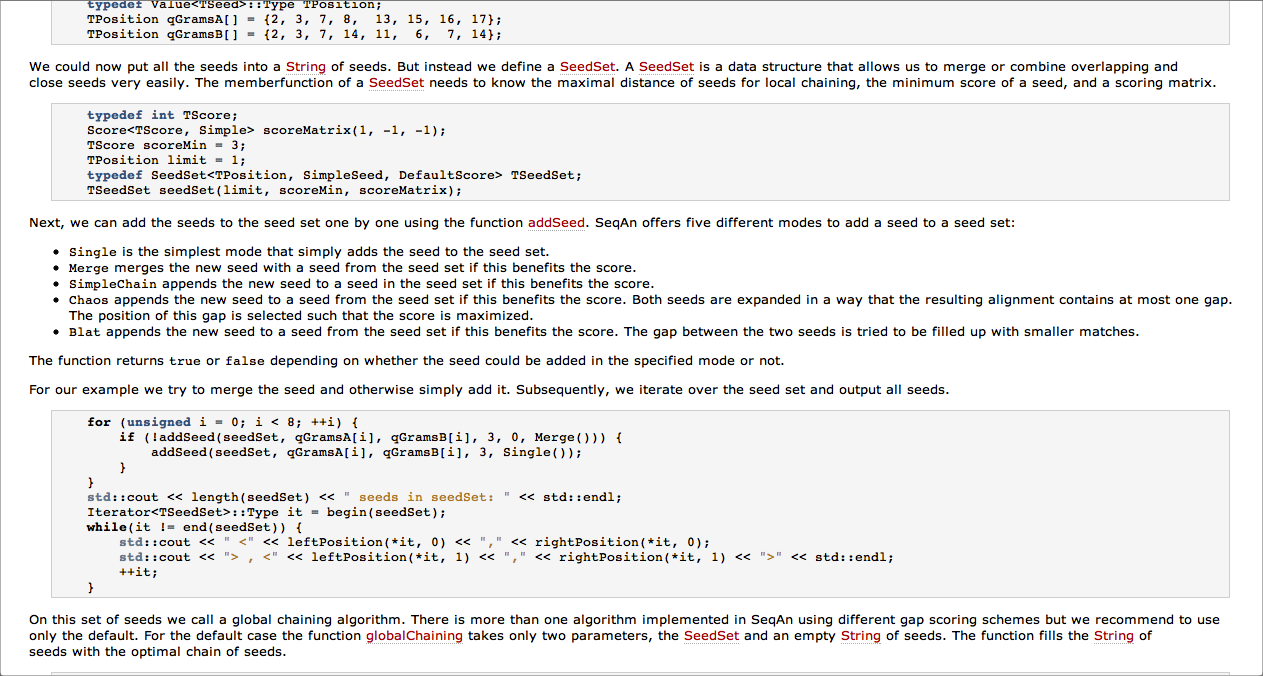 typedef Value<TSeed>::Type TPosition;
TPosition qGramsA[] = {2, 3, 7, 8,  13, 15, 16, 17};
TPosition qGramsB[] = {2, 3, 7, 14, 11,  6,  7, 14};
We could now put all the seeds into a String of seeds. But instead we define a SeedSet. A SeedSet is a data structure that allows us to merge or combine overlapping and
close seeds very easily. The memberfunction of a SeedSet needs to know the maximal distance of seeds for local chaining, the minimum score of a seed, and a scoring matrix.
typedef int TScore;
Score<TScore, Simple> scoreMatrix(1, -1, -1);
TScore scoreMin = 3;
TPosition limit = 1;
typedef SeedSet<TPosition, SimpleSeed, DefaultScore> TSeedSet;
TSeedSet seedSet(limit, scoreMin, scoreMatrix);
Next, we can add the seeds to the seed set one by one using the function addSeed. SeqAn offers five different modes to add a seed to a seed set:
• Single is the simplest mode that simply adds the seed to the seed set.
• Merge merges the new seed with a seed from the seed set if this benefits the score.
• SimpleChain appends the new seed to a seed in the seed set if this benefits the score.
• Chaos appends the new seed to a seed from the seed set if this benefits the score. Both seeds are expanded in a way that the resulting alignment contains at most one gap.
The position of this gap is selected such that the score is maximized.
• Blat appends the new seed to a seed from the seed set if this benefits the score. The gap between the two seeds is tried to be filled up with smaller matches.
The function returns true or false depending on whether the seed could be added in the specified mode or not.
For our example we try to merge the seed and otherwise simply add it. Subsequently, we iterate over the seed set and output all seeds.
for (unsigned i = 0; i < 8; ++i) {
    if (!addSeed(seedSet, qGramsA[i], qGramsB[i], 3, 0, Merge())) {
        addSeed(seedSet, qGramsA[i], qGramsB[i], 3, Single());
    }
}
std::cout << length(seedSet) << " seeds in seedSet: " << std::endl;
Iterator<TSeedSet>::Type it = begin(seedSet);
while(it != end(seedSet)) {
    std::cout << " <" << leftPosition(*it, 0) << "," << rightPosition(*it, 0);
    std::cout << "> , <" << leftPosition(*it, 1) << "," << rightPosition(*it, 1) << ">" << std::endl;
    ++it;
}
On this set of seeds we call a global chaining algorithm. There is more than one algorithm implemented in SeqAn using different gap scoring schemes but we recommend to use
only the default. For the default case the function globalChaining takes only two parameters, the SeedSet and an empty String of seeds. The function fills the String of
seeds with the optimal chain of seeds.